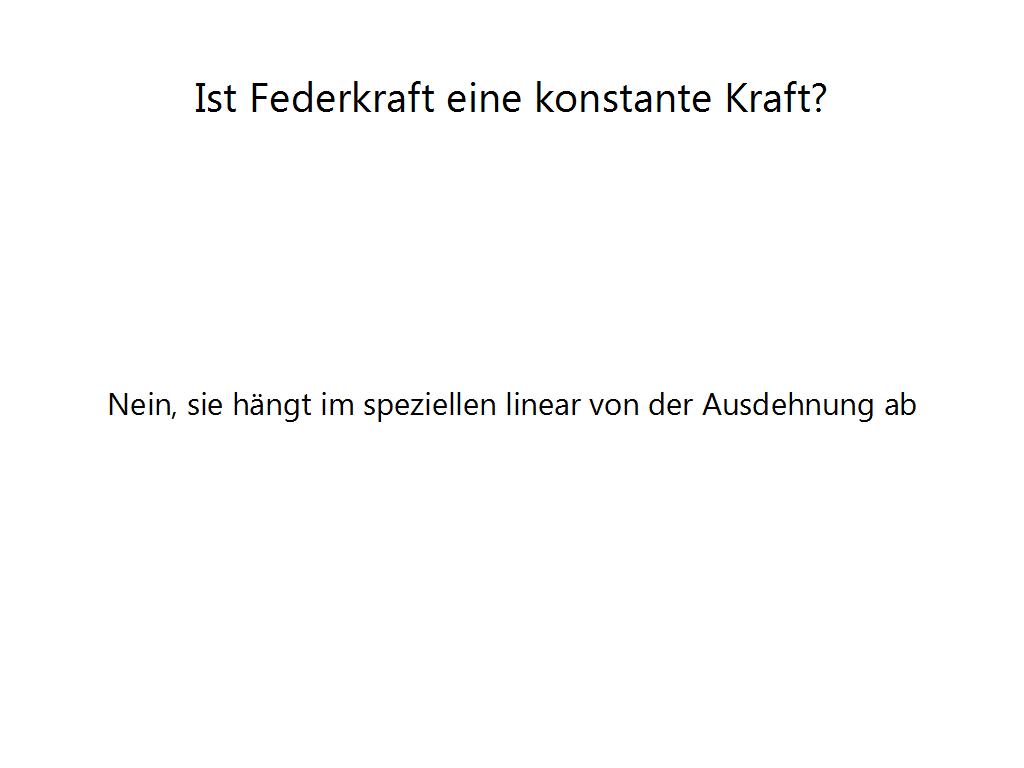 Ist Federkraft eine konstante Kraft?
Nein, sie hängt im speziellen linear von der Ausdehnung ab